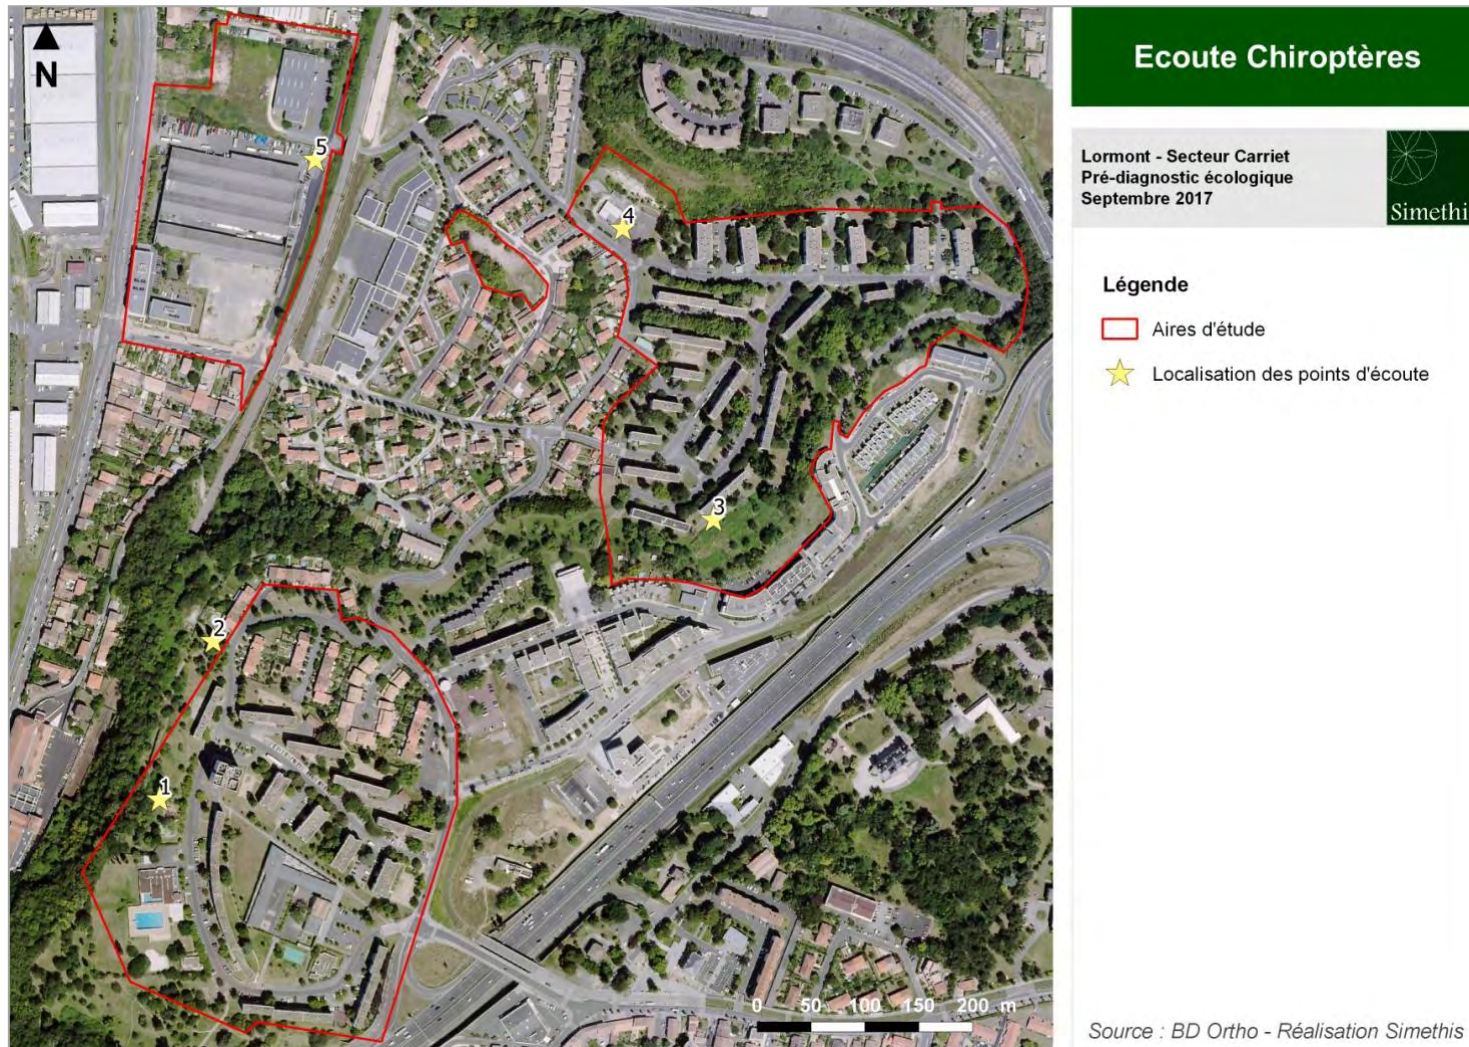 N
5
4
3
2
1
0 50 100 150 200 m
Ecoute Chiroptères
Lormont - Secteur Carriet
Pré-diagnostic écologique
Septembre 2017
Simethi
Légende
Aires d'étude
Localisation des points d'écoute
Source : BD Ortho - Réalisation Simethis